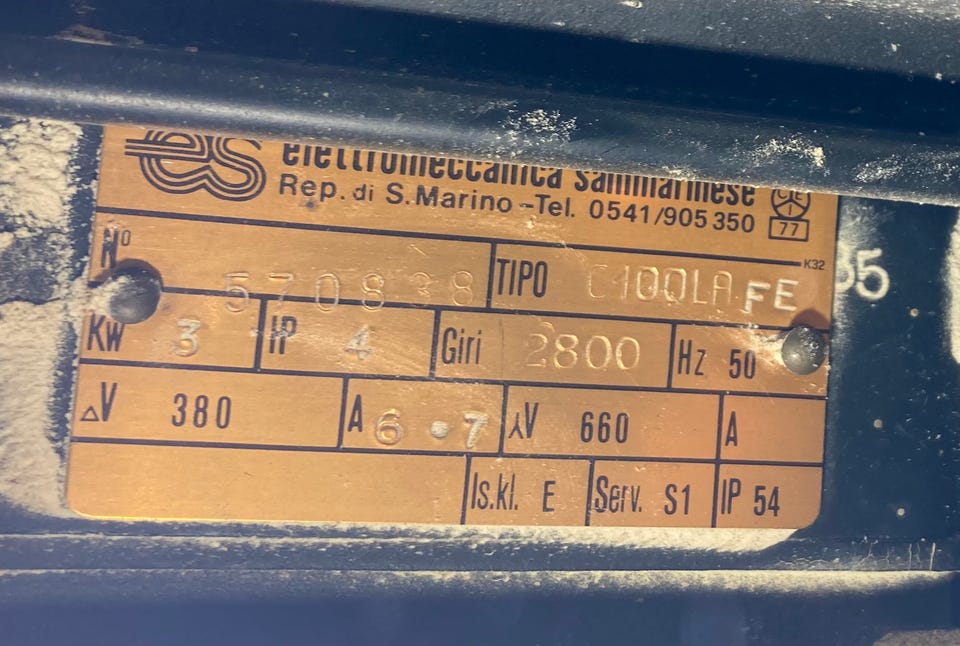 es elettromeccanica sammarinese
Rep. di S. Marino - Tel. 0541/905 350
77
K32
Nº 570838 TIPO C100LA FE
35
Kw 3 IP 4 Giri 2800 Hz 50
△V 380 A 6.7 ⅄V 660 A
Is.kl. E Serv. S1 IP 54